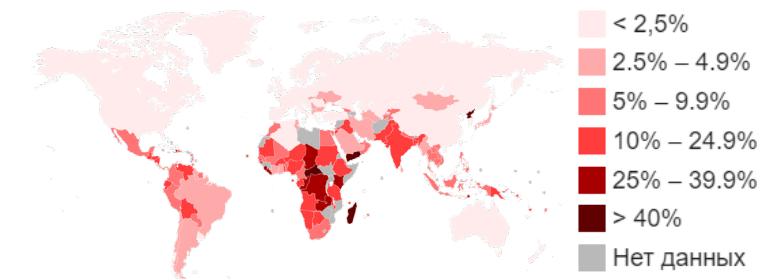 < 2,5%
2.5% – 4.9%
5% – 9.9%
10% – 24.9%
25% – 39.9%
> 40%
Нет данных